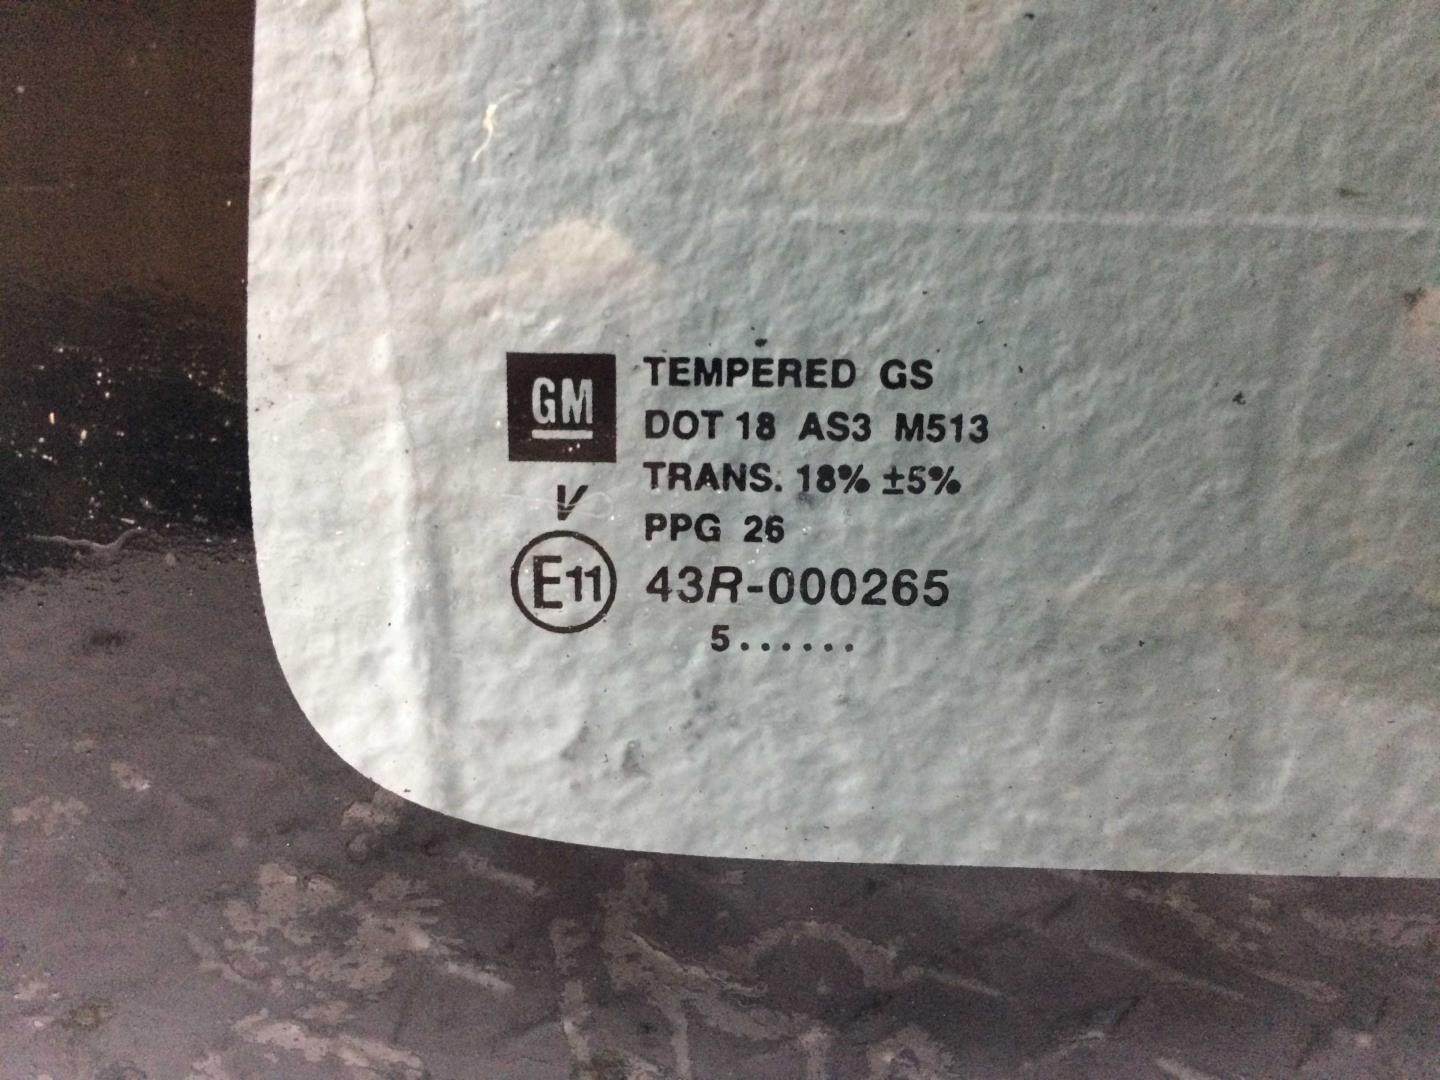 GM
TEMPERED GS
DOT 18 AS3 M513
TRANS. 18% ±5%
V
PPG 26
E11 43R-000265
5......